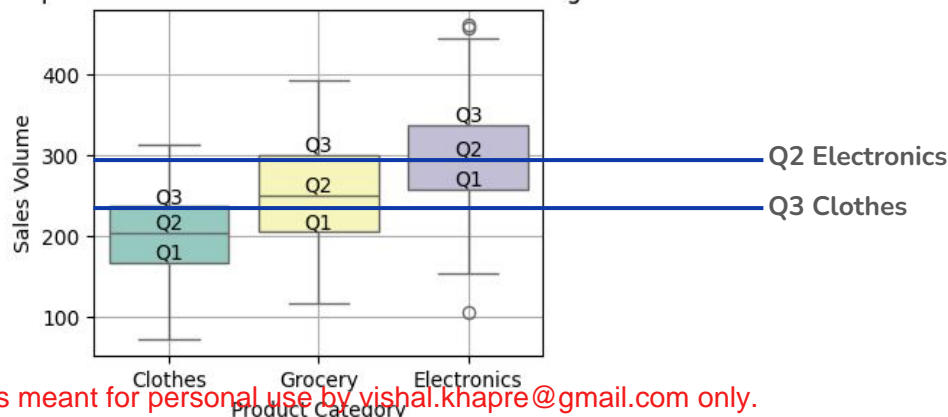 400
300
200
100
Sales Volume
Q3
Q2
Q1
Q3
Q2
Q1
Q3
Q2
Q1
Q2 Electronics
Q3 Clothes
Clothes Grocery Electronics
Product Category
s meant for personal use by vishal.khapre@gmail.com only.